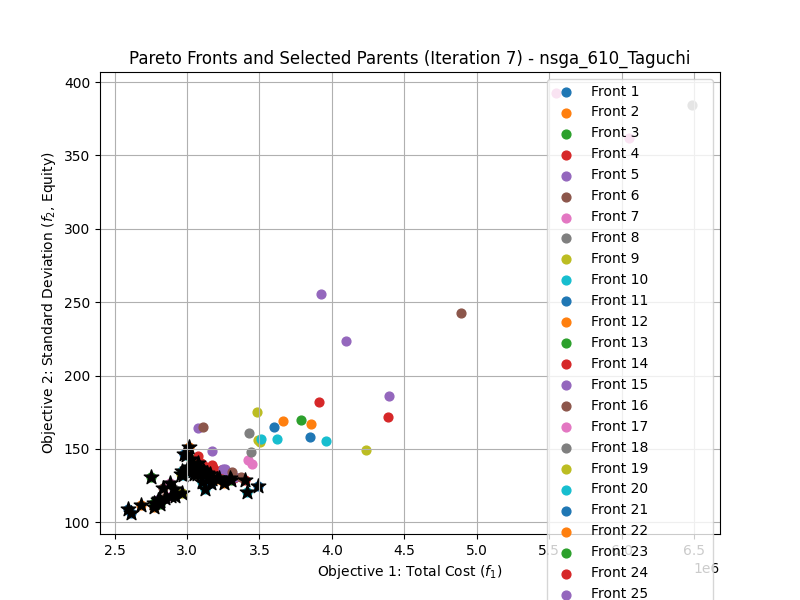 Pareto Fronts and Selected Parents (Iteration 7) - nsga_610_Taguchi
400
350
300
250
200
150
100
Objective 2: Standard Deviation (f2, Equity)
2.5 3.0 3.5 4.0 4.5 5.0 5.5 6.0 6.5
1e6
Objective 1: Total Cost (f1)
Front 1
Front 2
Front 3
Front 4
Front 5
Front 6
Front 7
Front 8
Front 9
Front 10
Front 11
Front 12
Front 13
Front 14
Front 15
Front 16
Front 17
Front 18
Front 19
Front 20
Front 21
Front 22
Front 23
Front 24
Front 25